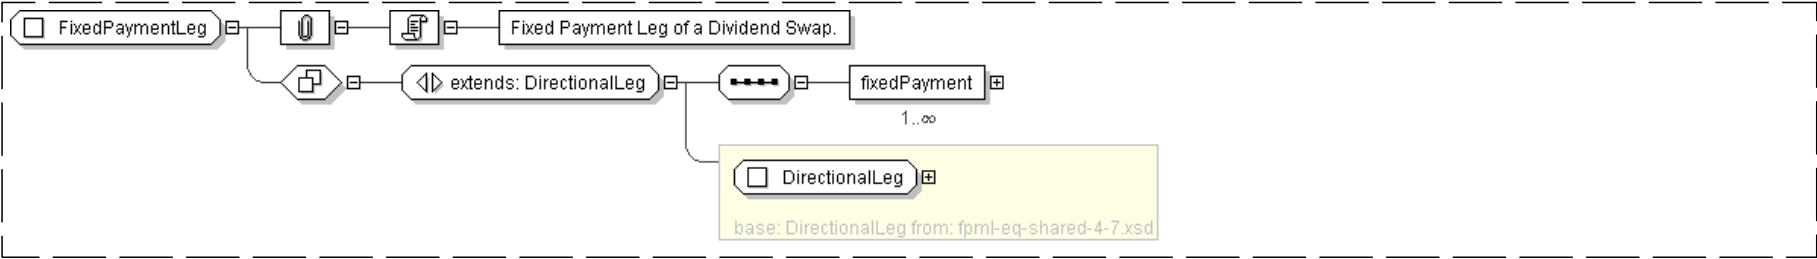 FixedPaymentLeg
Fixed Payment Leg of a Dividend Swap.
extends: DirectionalLeg
fixedPayment
1..∞
DirectionalLeg
base: DirectionalLeg from: fpml-eq-shared-4-7.xsd